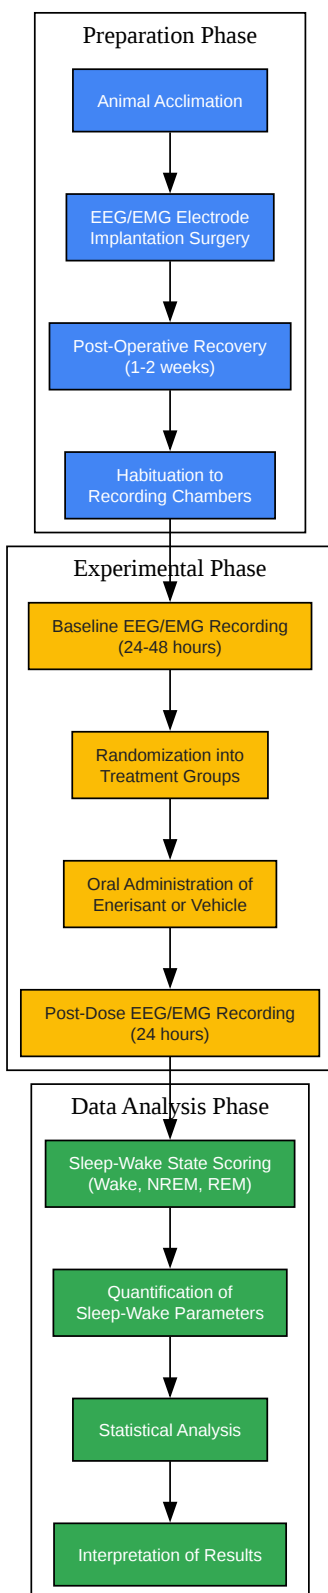 Preparation Phase
Animal Acclimation
EEG/EMG Electrode
Implantation Surgery
Post-Operative Recovery
(1-2 weeks)
Habituation to
Recording Chambers
Experimental Phase
Baseline EEG/EMG Recording
(24-48 hours)
Randomization into
Treatment Groups
Oral Administration of
Enerisant or Vehicle
Post-Dose EEG/EMG Recording
(24 hours)
Data Analysis Phase
Sleep-Wake State Scoring
(Wake, NREM, REM)
Quantification of
Sleep-Wake Parameters
Statistical Analysis
Interpretation of Results